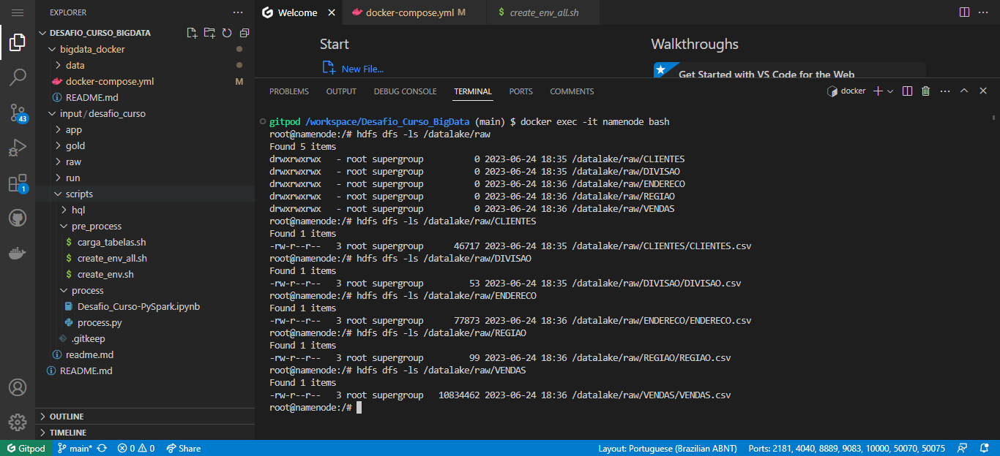 EXPLORER
DESAFIO_CURSO_BIGDATA
bigdata_docker
data
docker-compose.yml M
README.md
input/desafio_curso
app
gold
raw
run
scripts
hql
pre_process
$ carga_tabelas.sh
$ create_env_all.sh
$ create_env.sh
process
Desafio_Curso-PySpark.ipynb
process.py
.gitkeep
readme.md
README.md
OUTLINE
TIMELINE
43
1
Welcome
docker-compose.yml M
$ create_env_all.sh
Start
New File...
Walkthroughs
Get Started with VS Code for the Web
PROBLEMS OUTPUT DEBUG CONSOLE TERMINAL PORTS COMMENTS
docker
gitpod /workspace/Desafio_Curso_BigData (main) $ docker exec -it namenode bash
root@namenode:/# hdfs dfs -ls /datalake/raw
Found 5 items
drwxrwxrwx - root supergroup 0 2023-06-24 18:35 /datalake/raw/CLIENTES
drwxrwxrwx - root supergroup 0 2023-06-24 18:35 /datalake/raw/DIVISAO
drwxrwxrwx - root supergroup 0 2023-06-24 18:36 /datalake/raw/ENDERECO
drwxrwxrwx - root supergroup 0 2023-06-24 18:36 /datalake/raw/REGIAO
drwxrwxrwx - root supergroup 0 2023-06-24 18:36 /datalake/raw/VENDAS
root@namenode:/# hdfs dfs -ls /datalake/raw/CLIENTES
Found 1 items
-rw-r--r-- 3 root supergroup 46717 2023-06-24 18:35 /datalake/raw/CLIENTES/CLIENTES.csv
root@namenode:/# hdfs dfs -ls /datalake/raw/DIVISAO
Found 1 items
-rw-r--r-- 3 root supergroup 53 2023-06-24 18:35 /datalake/raw/DIVISAO/DIVISAO.csv
root@namenode:/# hdfs dfs -ls /datalake/raw/ENDERECO
Found 1 items
-rw-r--r-- 3 root supergroup 77873 2023-06-24 18:36 /datalake/raw/ENDERECO/ENDERECO.csv
root@namenode:/# hdfs dfs -ls /datalake/raw/REGIAO
Found 1 items
-rw-r--r-- 3 root supergroup 99 2023-06-24 18:36 /datalake/raw/REGIAO/REGIAO.csv
root@namenode:/# hdfs dfs -ls /datalake/raw/VENDAS
Found 1 items
-rw-r--r-- 3 root supergroup 10834462 2023-06-24 18:36 /datalake/raw/VENDAS/VENDAS.csv
root@namenode:/#
Gitpod main* 0 0 Share Layout: Portuguese (Brazilian ABNT) Ports: 2181, 4040, 8889, 9083, 10000, 50070, 50075